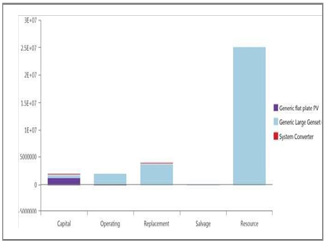 3E+07
2.5E+07
2E+07
1.5E+07
1E+07
5000000
0
-5000000
Capital Operating Replacement Salvage Resource
Generic flat plate PV
Generic Large Genset
System Converter